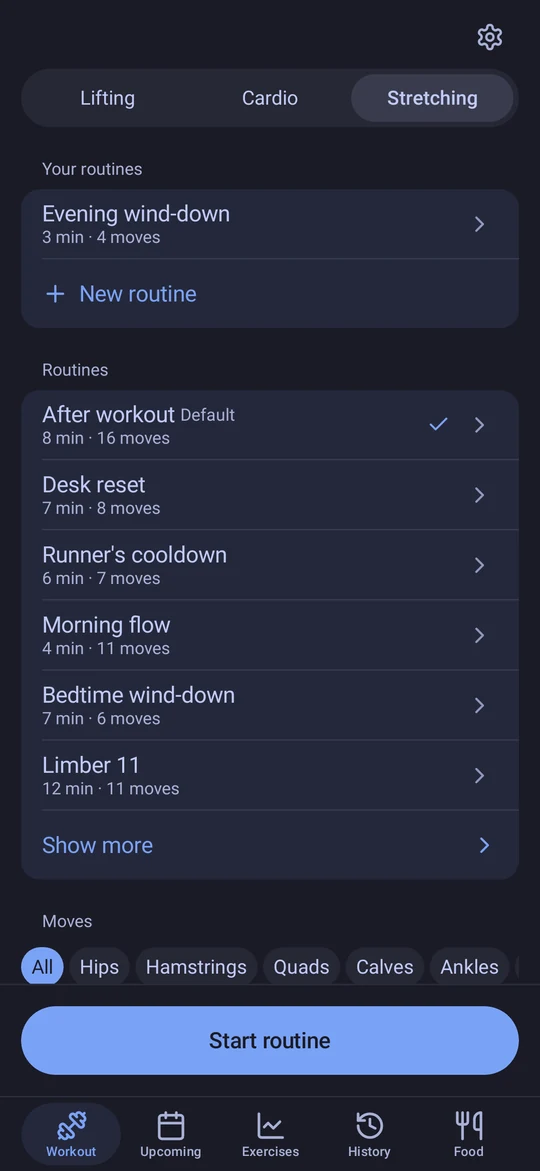 Lifting
Cardio
Stretching
Your routines
Evening wind-down
3 min · 4 moves
New routine
Routines
After workout Default
8 min · 16 moves
Desk reset
7 min · 8 moves
Runner's cooldown
6 min · 7 moves
Morning flow
4 min · 11 moves
Bedtime wind-down
7 min · 6 moves
Limber 11
12 min · 11 moves
Show more
Moves
All
Hips
Hamstrings
Quads
Calves
Ankles
Start routine
Workout
Upcoming
Exercises
History
Food